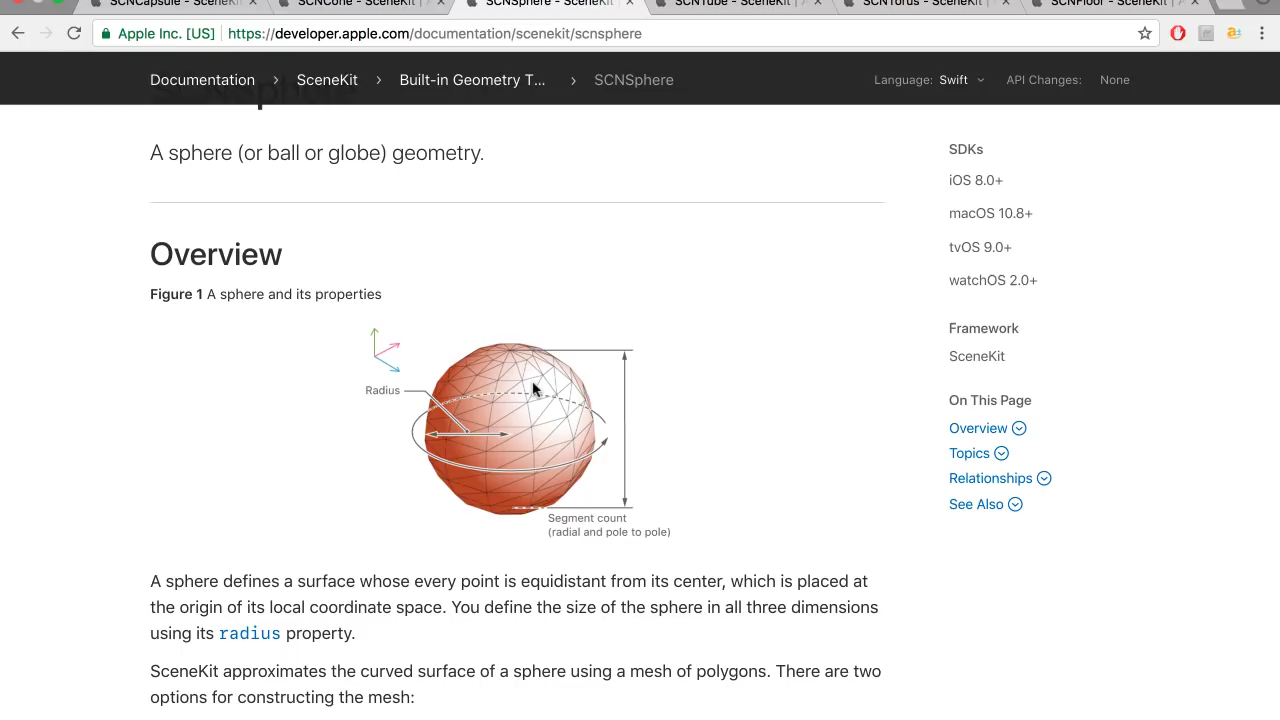 SCNCapsule - SceneKi
SCNCone - SceneKit | A
SCNSphere - SceneKit
SCNTube - SceneKit | A
SCNTorus - SceneKit | A
SCNFloor - SceneKit | A
Apple Inc. [US]
https://developer.apple.com/documentation/scenekit/scnsphere
Documentation > SceneKit > Built-in Geometry T... > SCNSphere
Language: Swift
API Changes: None
A sphere (or ball or globe) geometry.
Overview
Figure 1 A sphere and its properties
Radius
Segment count
(radial and pole to pole)
A sphere defines a surface whose every point is equidistant from its center, which is placed at
the origin of its local coordinate space. You define the size of the sphere in all three dimensions
using its radius property.
SceneKit approximates the curved surface of a sphere using a mesh of polygons. There are two
options for constructing the mesh:
SDKs
iOS 8.0+
macOS 10.8+
tvOS 9.0+
watchOS 2.0+
Framework
SceneKit
On This Page
Overview
Topics
Relationships
See Also